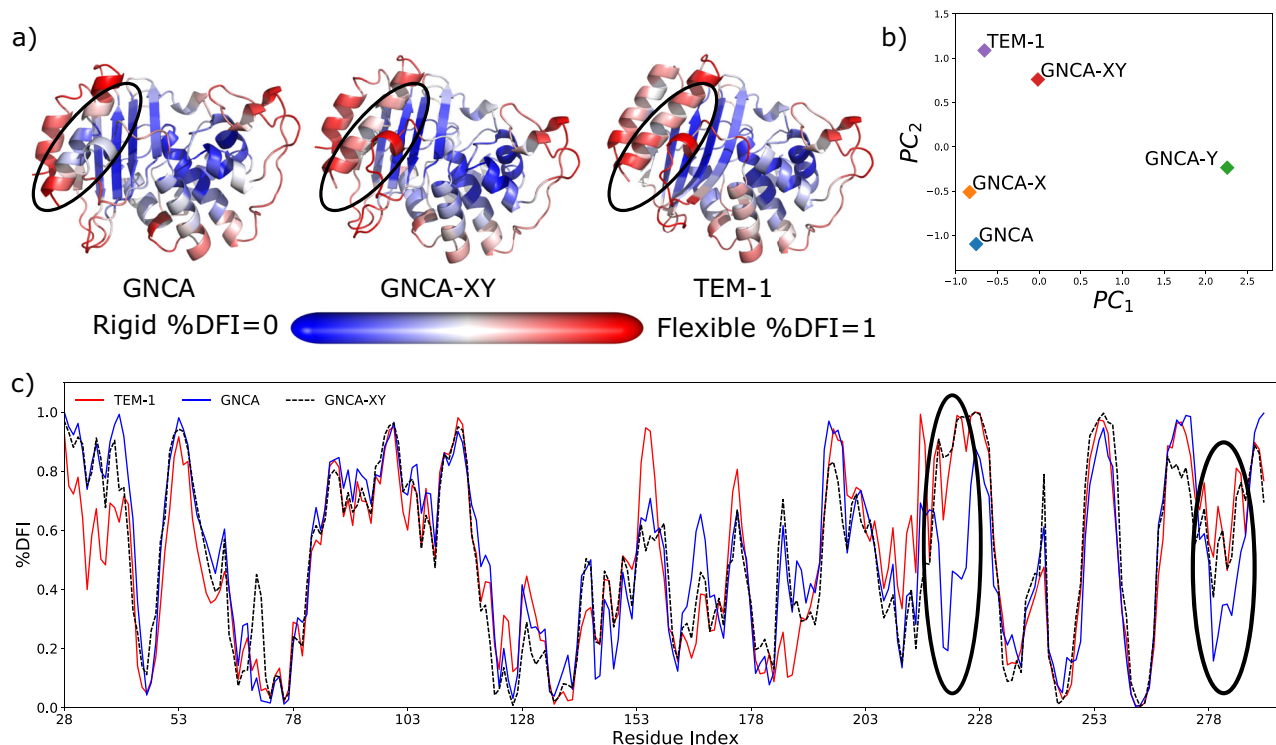 a)
GNCA
GNCA-XY
TEM-1
Rigid %DFI=0
Flexible %DFI=1
b)
1.5
1.0
0.5
0.0
−0.5
−1.0
PC2
TEM-1
GNCA-XY
GNCA-Y
GNCA-X
GNCA
−1.0 −0.5 0.0 0.5 1.0 1.5 2.0 2.5
PC1
c)
TEM-1 GNCA GNCA-XY
1.0
0.8
0.6
0.4
0.2
0.0
%DFI
28 53 78 103 128 153 178 203 228 253 278
Residue Index